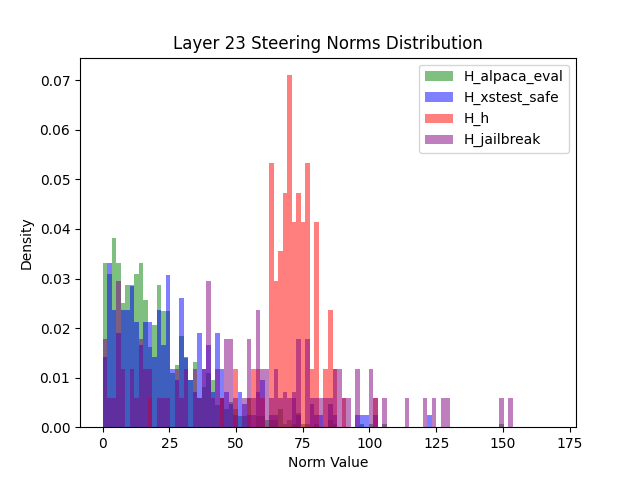 Layer 23 Steering Norms Distribution
H_alpaca_eval
H_xstest_safe
H_h
H_jailbreak
Density
0.07
0.06
0.05
0.04
0.03
0.02
0.01
0.00
0 25 50 75 100 125 150 175
Norm Value